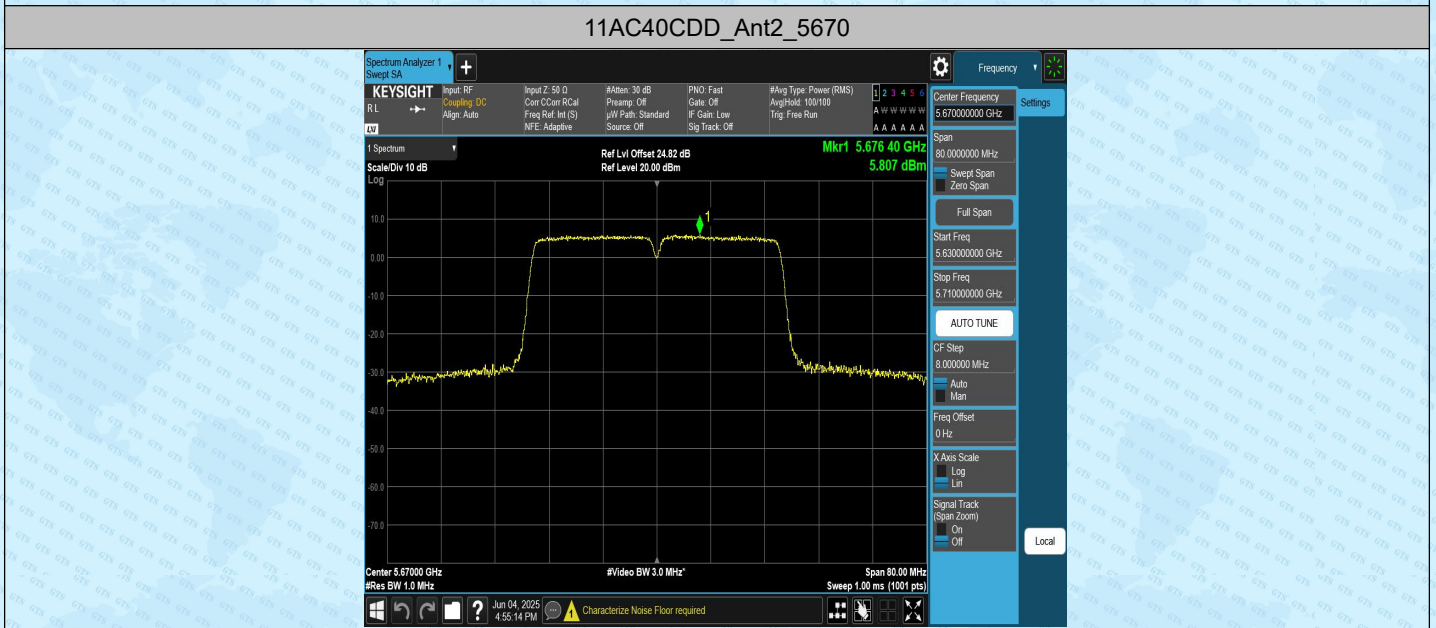 11AC40CDD_Ant2_5670
Spectrum Analyzer 1
Swept SA
Frequency
KEYSIGHT
R L
LXI
Input: RF
Coupling: DC
Align: Auto
Input Z: 50 Ω
Corr CCorr RCal
Freq Ref: Int (S)
NFE: Adaptive
#Atten: 30 dB
Preamp: Off
µW Path: Standard
Source: Off
PNO: Fast
Gate: Off
IF Gain: Low
Sig Track: Off
#Avg Type: Power (RMS)
Avg|Hold: 100/100
Trig: Free Run
1 2 3 4 5 6
A W W W W W
A A A A A A
1 Spectrum
Scale/Div 10 dB
Log
Ref Lvl Offset 24.82 dB
Ref Level 20.00 dBm
Mkr1 5.676 40 GHz
5.807 dBm
1
10.0
0.00
-10.0
-20.0
-30.0
-40.0
-50.0
-60.0
-70.0
Center 5.67000 GHz
#Res BW 1.0 MHz
#Video BW 3.0 MHz*
Span 80.00 MHz
Sweep 1.00 ms (1001 pts)
Center Frequency
5.670000000 GHz
Settings
Span
80.0000000 MHz
Swept Span
Zero Span
Full Span
Start Freq
5.630000000 GHz
Stop Freq
5.710000000 GHz
AUTO TUNE
CF Step
8.000000 MHz
Auto
Man
Freq Offset
0 Hz
X Axis Scale
Log
Lin
Signal Track
(Span Zoom)
On
Off
Local
?
Jun 04, 2025
4:55:14 PM
1
Characterize Noise Floor required